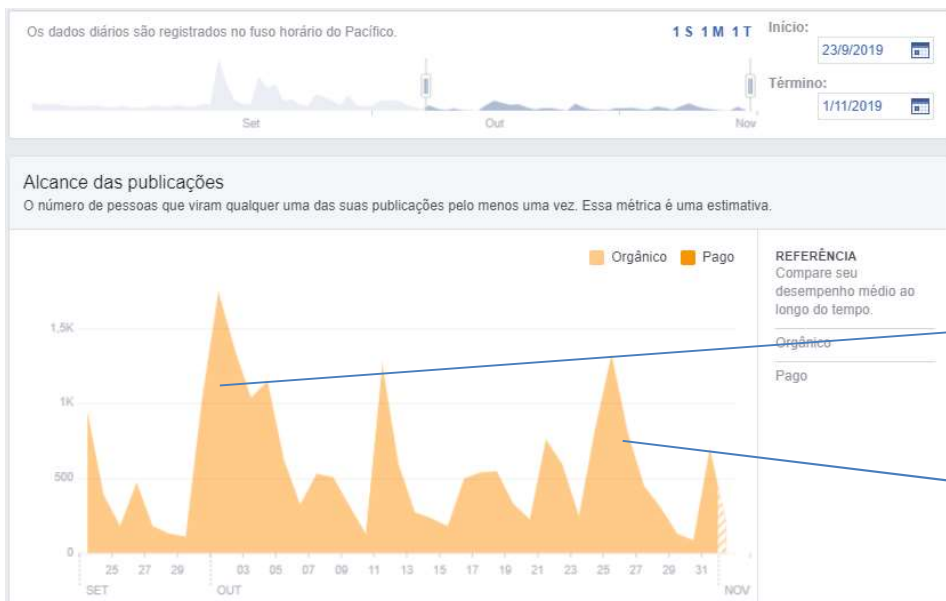 Os dados diários são registrados no fuso horário do Pacífico.
1 S 1 M 1 T
Início:
23/9/2019
Término:
1/11/2019
Set
Out
Nov
Alcance das publicações
O número de pessoas que viram qualquer uma das suas publicações pelo menos uma vez. Essa métrica é uma estimativa.
Orgânico
Pago
REFERÊNCIA
Compare seu
desempenho médio ao
longo do tempo.
Orgânico
Pago
1,5K
1K
500
0
25 27 29 03 05 07 09 11 13 15 17 19 21 23 25 27 29 31
SET OUT NOV